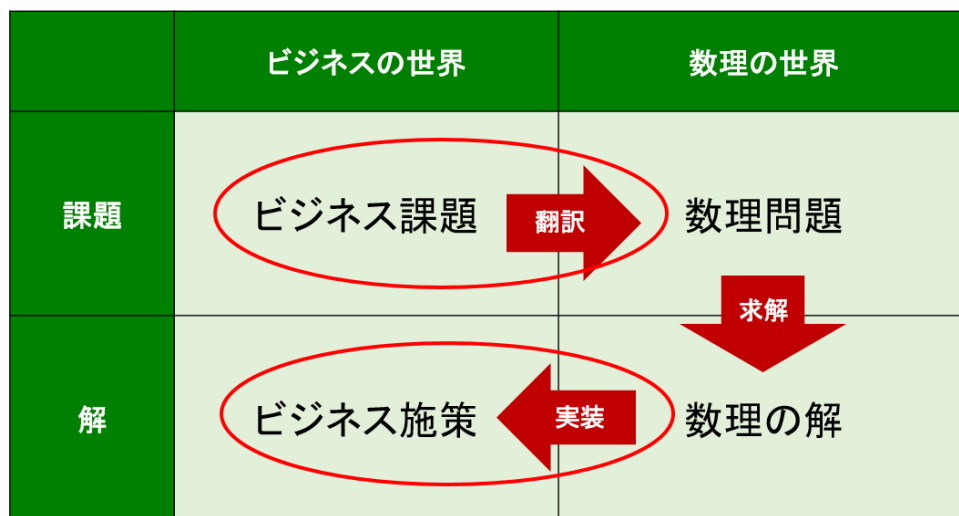 ビジネスの世界
数理の世界
課題
ビジネス課題
翻訳
数理問題
求解
解
ビジネス施策
実装
数理の解